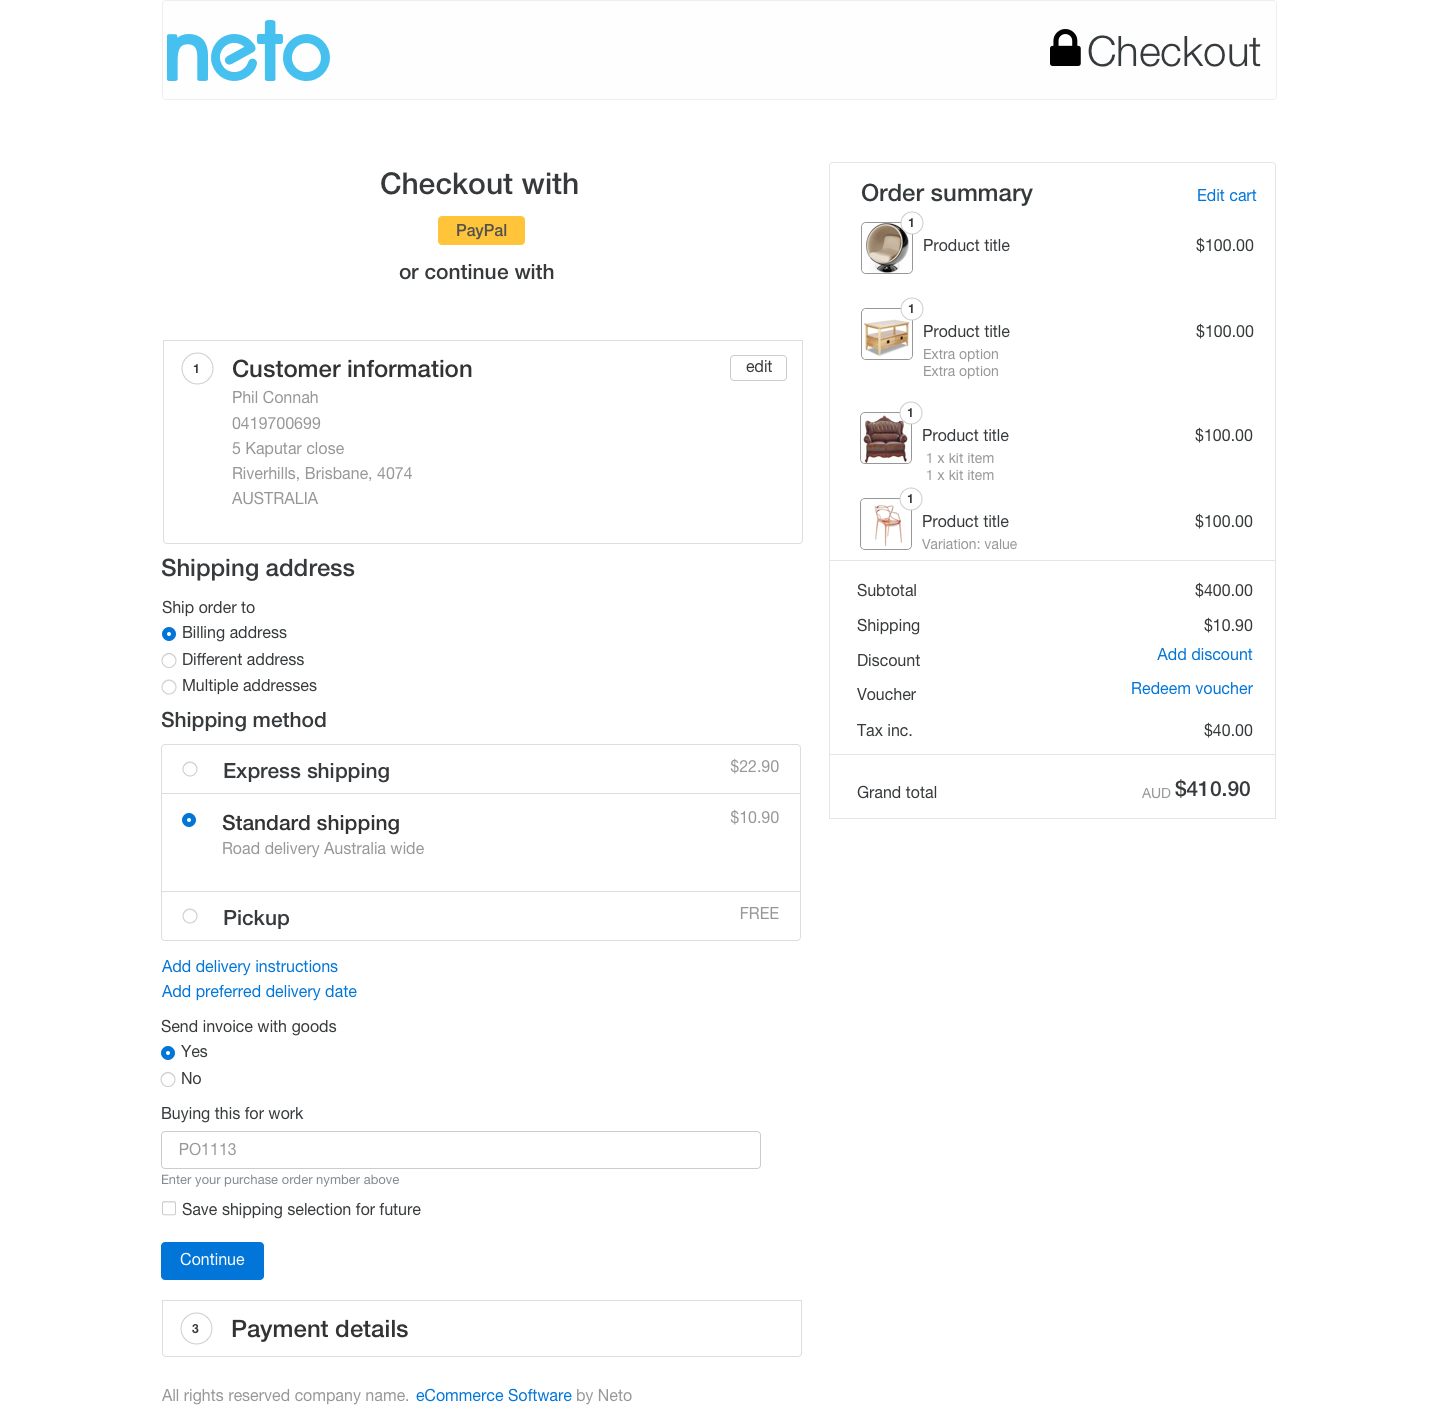 neto
Checkout
Checkout with
PayPal
or continue with
1 Customer information edit
Phil Connah
0419700699
5 Kaputar close
Riverhills, Brisbane, 4074
AUSTRALIA
Shipping address
Ship order to
Billing address
Different address
Multiple addresses
Shipping method
Express shipping $22.90
Standard shipping $10.90
Road delivery Australia wide
Pickup FREE
Add delivery instructions
Add preferred delivery date
Send invoice with goods
Yes
No
Buying this for work
PO1113
Enter your purchase order nymber above
Save shipping selection for future
Continue
3 Payment details
Order summary Edit cart
1
Product title $100.00
1
Product title $100.00
Extra option
Extra option
1
Product title $100.00
1 x kit item
1 x kit item
1
Product title $100.00
Variation: value
Subtotal $400.00
Shipping $10.90
Discount Add discount
Voucher Redeem voucher
Tax inc. $40.00
Grand total AUD $410.90
All rights reserved company name. eCommerce Software by Neto